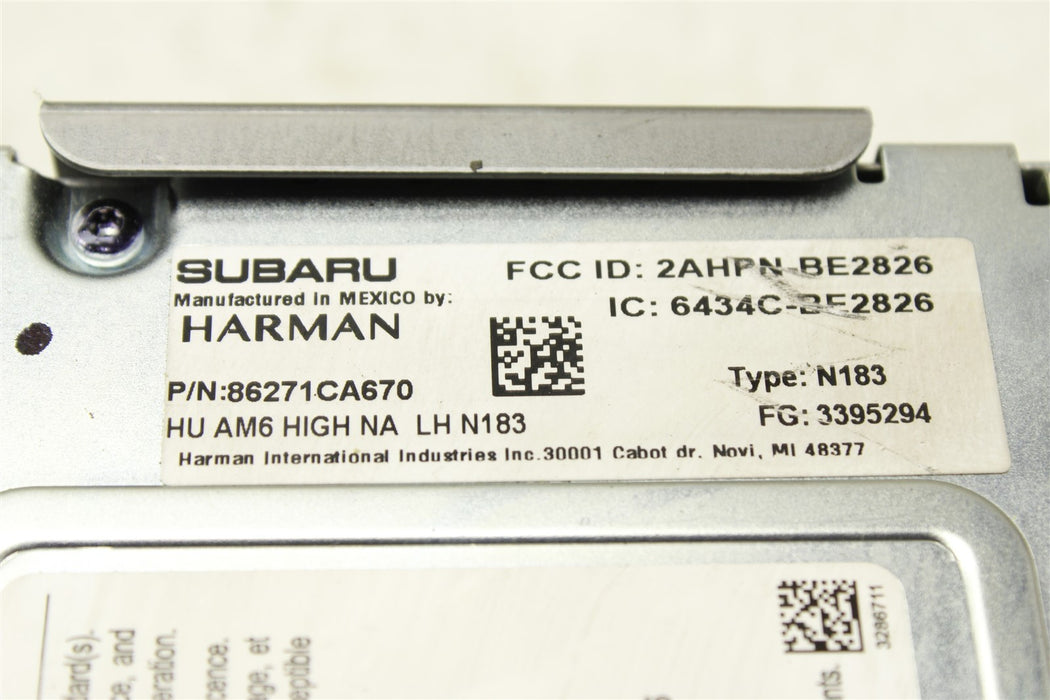 SUBARU
Manufactured in MEXICO by:
HARMAN
FCC ID: 2AHPN-BE2826
IC: 6434C-BE2826
Type: N183
P/N:86271CA670
FG: 3395294
HU AM6 HIGH NA LH N183
Harman International Industries Inc.30001 Cabot dr. Novi, MI 48377
3286711